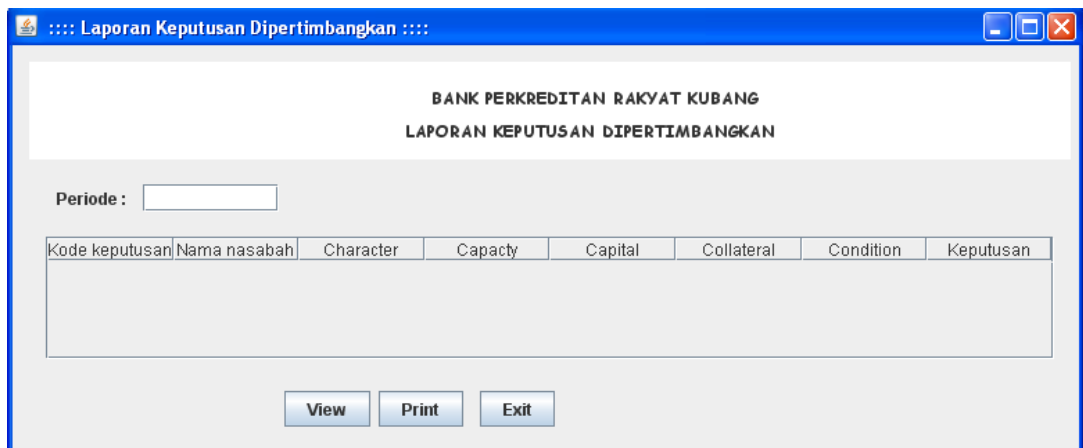 :::: Laporan Keputusan Dipertimbangkan ::::
BANK PERKREDITAN RAKYAT KUBANG
LAPORAN KEPUTUSAN DIPERTIMBANGKAN
Periode :
Kode keputusan Nama nasabah Character Capacty Capital Collateral Condition Keputusan
View Print Exit